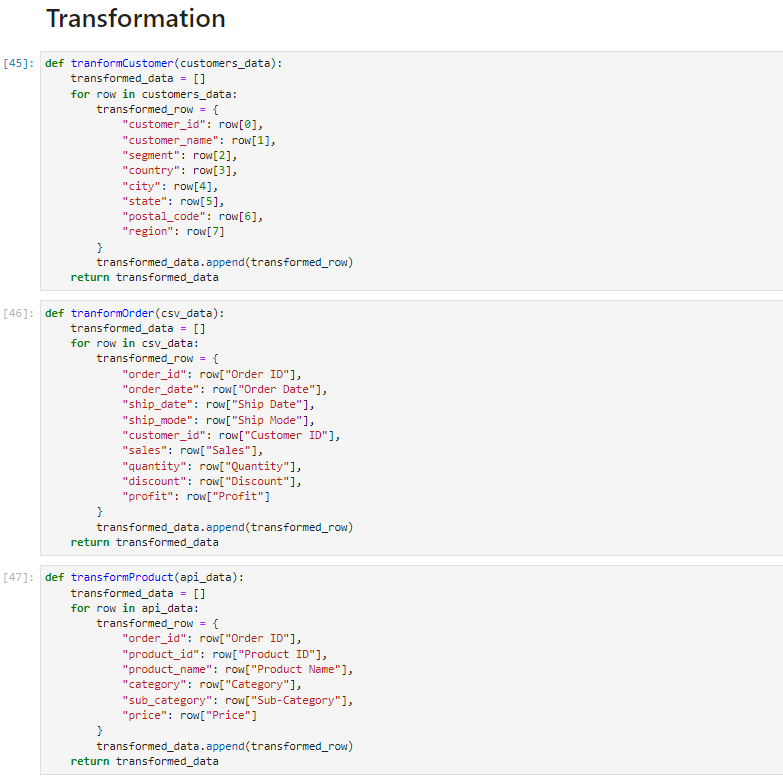 Transformation
[45]: def tranformCustomer(customers_data):
    transformed_data = []
    for row in customers_data:
        transformed_row = {
            "customer_id": row[0],
            "customer_name": row[1],
            "segment": row[2],
            "country": row[3],
            "city": row[4],
            "state": row[5],
            "postal_code": row[6],
            "region": row[7]
        }
        transformed_data.append(transformed_row)
    return transformed_data
[46]: def tranformOrder(csv_data):
    transformed_data = []
    for row in csv_data:
        transformed_row = {
            "order_id": row["Order ID"],
            "order_date": row["Order Date"],
            "ship_date": row["Ship Date"],
            "ship_mode": row["Ship Mode"],
            "customer_id": row["Customer ID"],
            "sales": row["Sales"],
            "quantity": row["Quantity"],
            "discount": row["Discount"],
            "profit": row["Profit"]
        }
        transformed_data.append(transformed_row)
    return transformed_data
[47]: def transformProduct(api_data):
    transformed_data = []
    for row in api_data:
        transformed_row = {
            "order_id": row["Order ID"],
            "product_id": row["Product ID"],
            "product_name": row["Product Name"],
            "category": row["Category"],
            "sub_category": row["Sub-Category"],
            "price": row["Price"]
        }
        transformed_data.append(transformed_row)
    return transformed_data